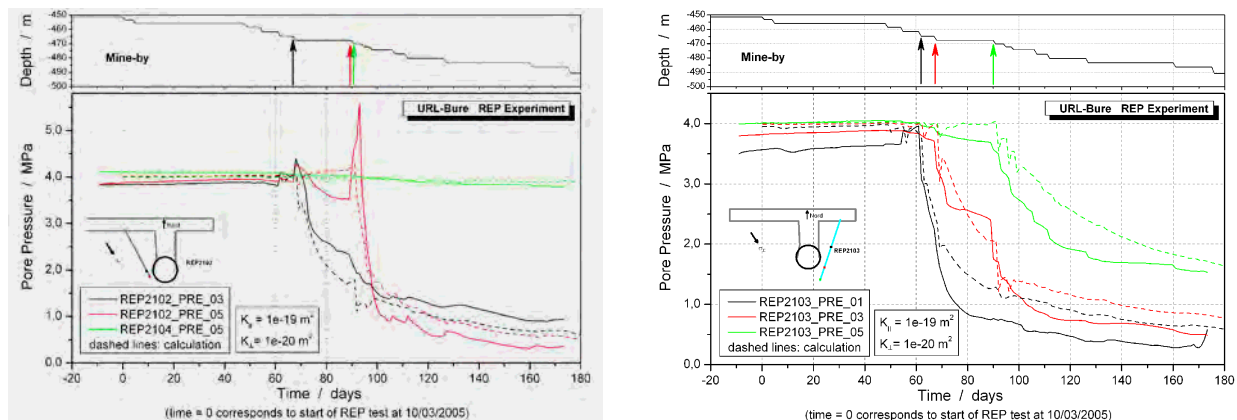 Depth / m
-450
-460
-470
-480
-490
-500
Mine-by
URL-Bure REP Experiment
Pore Pressure / MPa
5,0
4,0
3,0
2,0
1,0
0,0
Nord
REP2102
REP2102_PRE_03
REP2102_PRE_05
REP2104_PRE_05
dashed lines: calculation
= 1e-19 m²
K⊥= 1e-20 m²
-20 0 20 40 60 80 100 120 140 160 180
Time / days
(time = 0 corresponds to start of REP test at 10/03/2005)
Depth / m
-450
-460
-470
-480
-490
-500
Mine-by
URL-Bure REP Experiment
Pore Pressure / MPa
4,0
3,0
2,0
1,0
0,0
Nord
REP2103
REP2103_PRE_01
REP2103_PRE_03
REP2103_PRE_05
dashed lines: calculation
K|| = 1e-19 m²
K⊥= 1e-20 m²
-20 0 20 40 60 80 100 120 140 160 180
Time / days
(time = 0 corresponds to start of REP test at 10/03/2005)